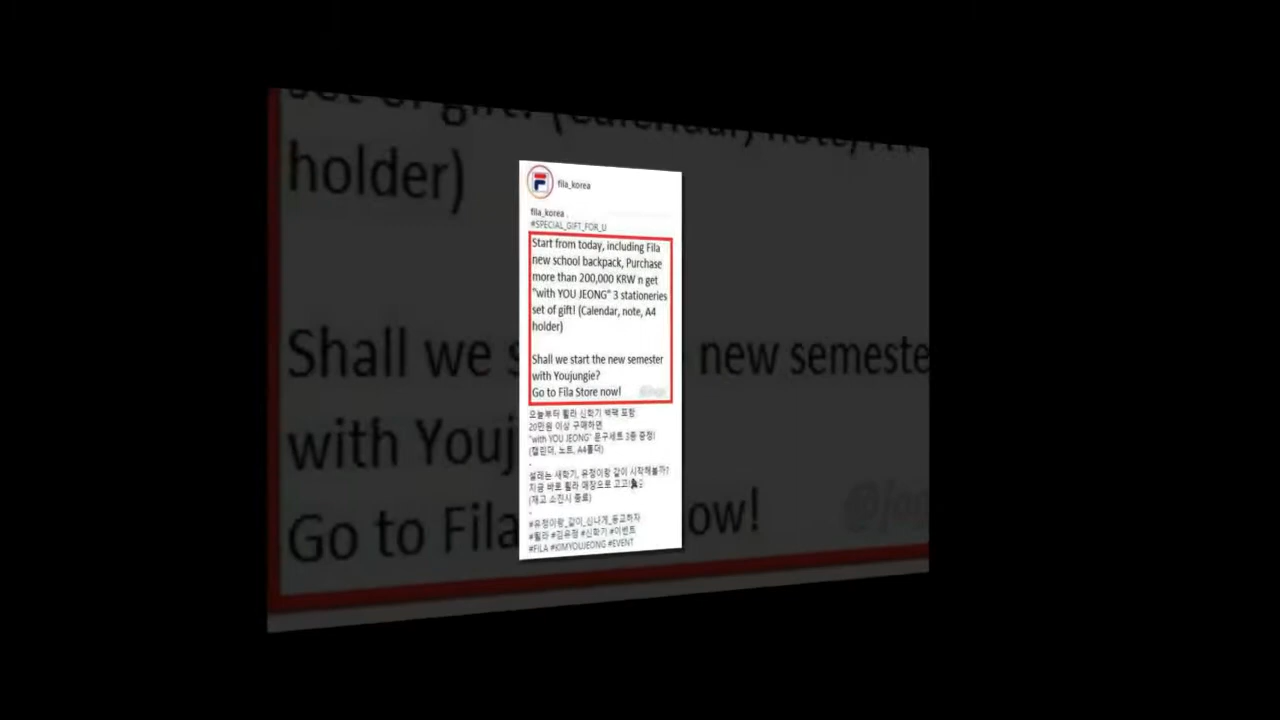 fila_korea
fila_korea
#SPECIAL_GIFT_FOR_U
Start from today, including Fila
new school backpack, Purchase
more than 200,000 KRW n get
"with YOU JEONG" 3 stationeries
set of gift! (Calendar, note, A4
holder)
Shall we start the new semester
with Youjungie?
Go to Fila Store now!
오늘부터 휠라 신학기 백팩 포함
20만원 이상 구매하면
"with YOU JEONG" 문구세트 3종 증정!
(캘린더, 노트, A4홀더)
설레는 새학기, 유정이랑 같이 시작해볼까?
지금 바로 휠라 매장으로 고고!
(재고 소진시 종료)
#유정이랑_같이_신나게_등교하자
#휠라 #김유정 #신학기 #이벤트
#FILA #KIMYOUJEONG #EVENT
set of gift! (Calendar, note, A4
holder)
Shall we s new semeste
with Youj
Go to Fila ow!